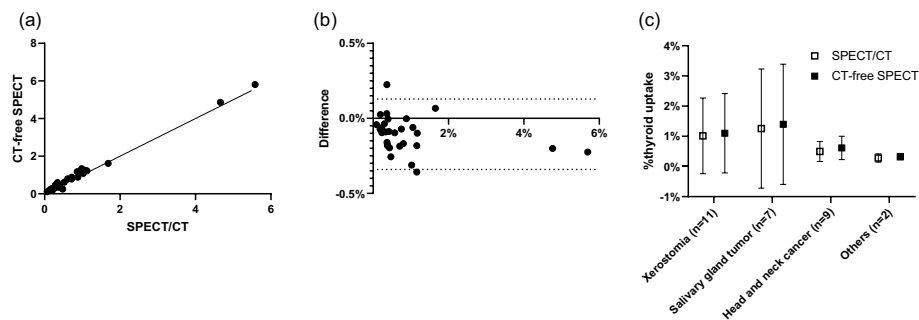 (a)
8
6
4
2
0
0
2
4
6
CT-free SPECT
SPECT/CT
(b)
0.5%
0.0%
-0.5%
2%
4%
6%
Difference
(c)
4%
3%
2%
1%
0%
-1%
%thyroid uptake
SPECT/CT
CT-free SPECT
Xerostomia (n=11)
Salivary gland tumor (n=7)
Head and neck cancer (n=9)
Others (n=2)